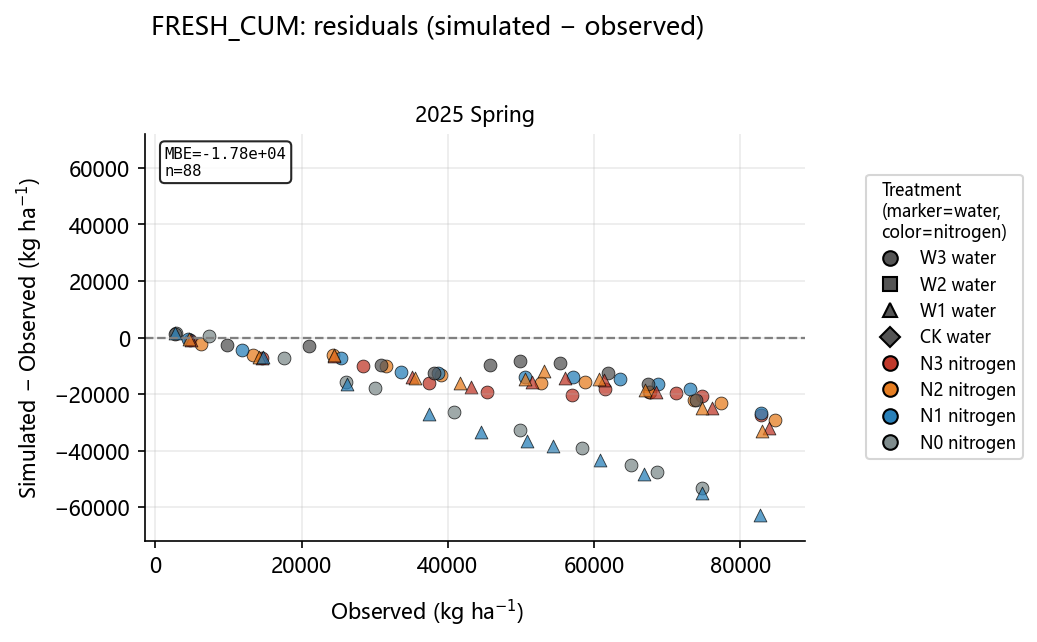 FRESH_CUM: residuals (simulated − observed)
2025 Spring
MBE=-1.78e+04
n=88
60000
40000
20000
0
−20000
−40000
−60000
Simulated − Observed (kg ha⁻¹)
0 20000 40000 60000 80000
Observed (kg ha⁻¹)
Treatment
(marker=water,
color=nitrogen)
W3 water
W2 water
W1 water
CK water
N3 nitrogen
N2 nitrogen
N1 nitrogen
N0 nitrogen